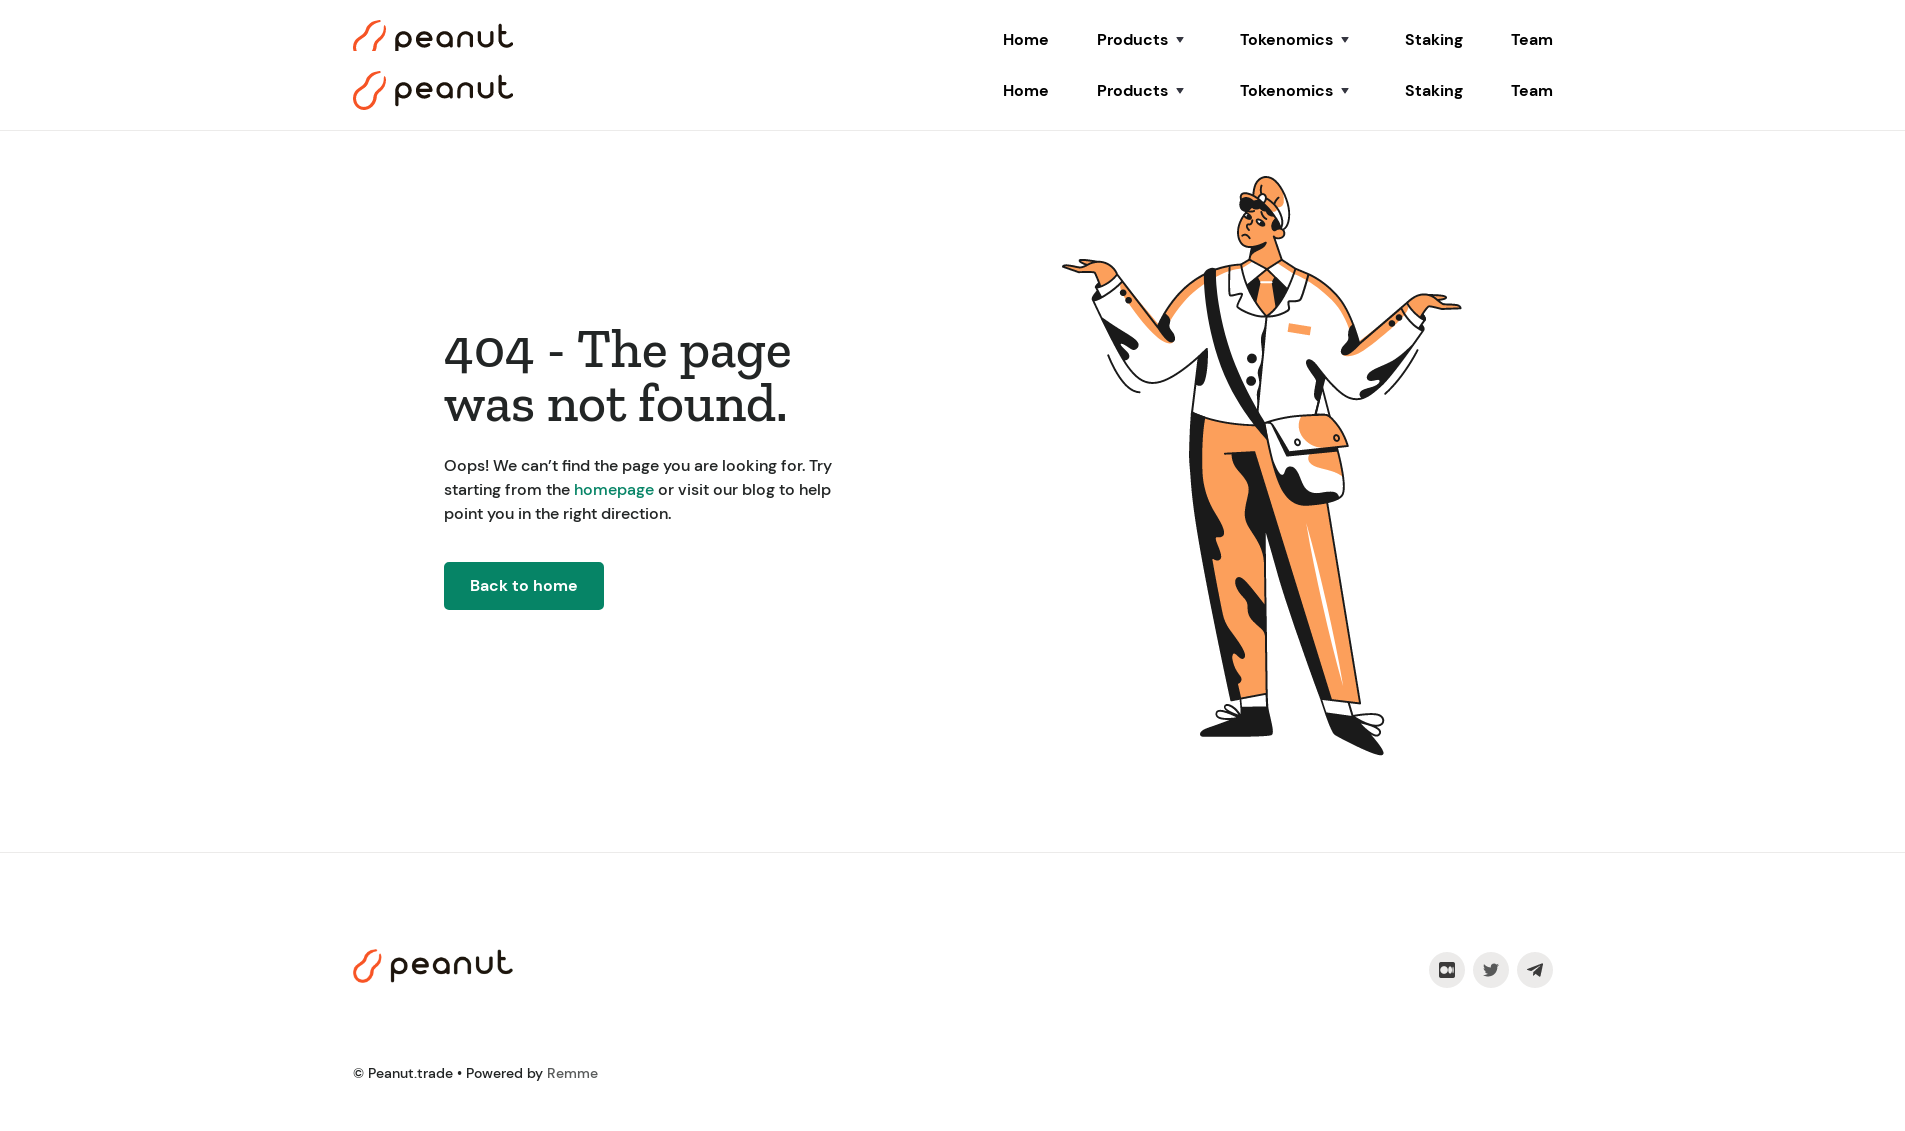 peanut
Home Products Tokenomics Staking Team
peanut
Home Products Tokenomics Staking Team
404 - The page
was not found.
Oops! We can’t find the page you are looking for. Try
starting from the homepage or visit our blog to help
point you in the right direction.
Back to home
peanut
© Peanut.trade • Powered by Remme